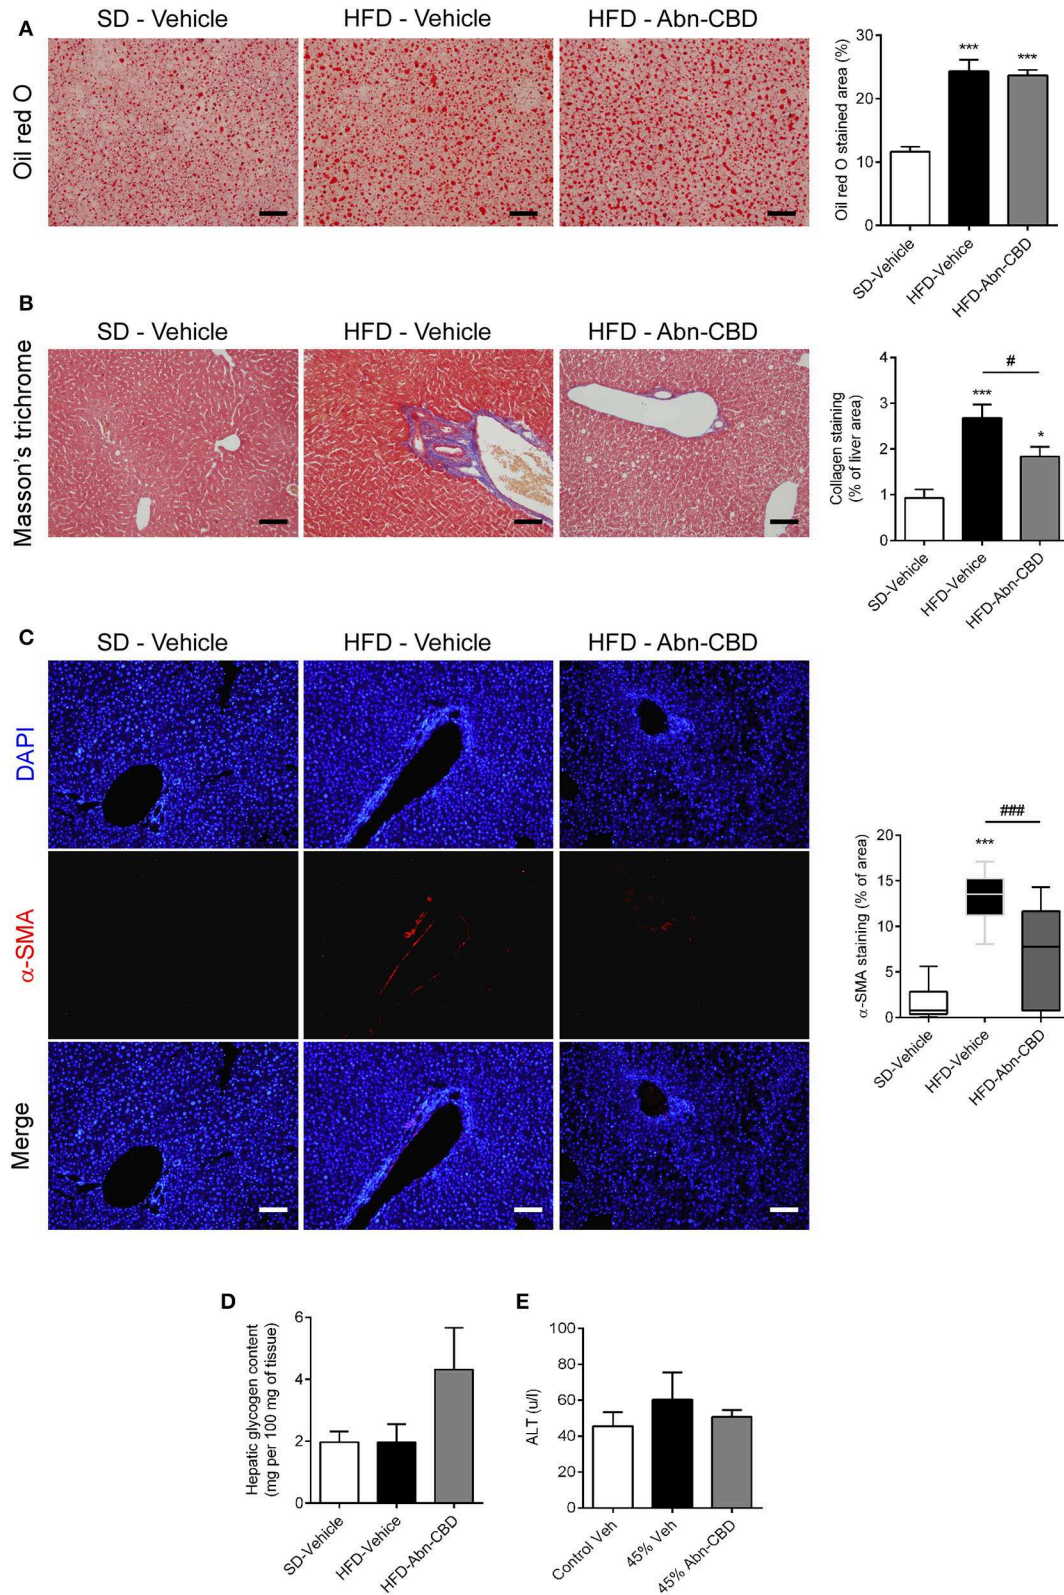 A
SD - Vehicle
HFD - Vehicle
HFD - Abn-CBD
Oil red O
Oil red O stained area (%)
30
20
10
0
***
***
SD-Vehicle
HFD-Vehice
HFD-Abn-CBD
B
SD - Vehicle
HFD - Vehicle
HFD - Abn-CBD
Masson's trichrome
Collagen staining
(% of liver area)
4
3
2
1
0
#
***
*
SD-Vehicle
HFD-Vehice
HFD-Abn-CBD
C
SD - Vehicle
HFD - Vehicle
HFD - Abn-CBD
DAPI
α-SMA
Merge
α-SMA staining (% of area)
20
15
10
5
0
###
***
SD-Vehicle
HFD-Vehice
HFD-Abn-CBD
D
Hepatic glycogen content
(mg per 100 mg of tissue)
6
4
2
0
SD-Vehicle
HFD-Vehice
HFD-Abn-CBD
E
ALT (u/l)
100
80
60
40
20
0
Control Veh
45% Veh
45% Abn-CBD